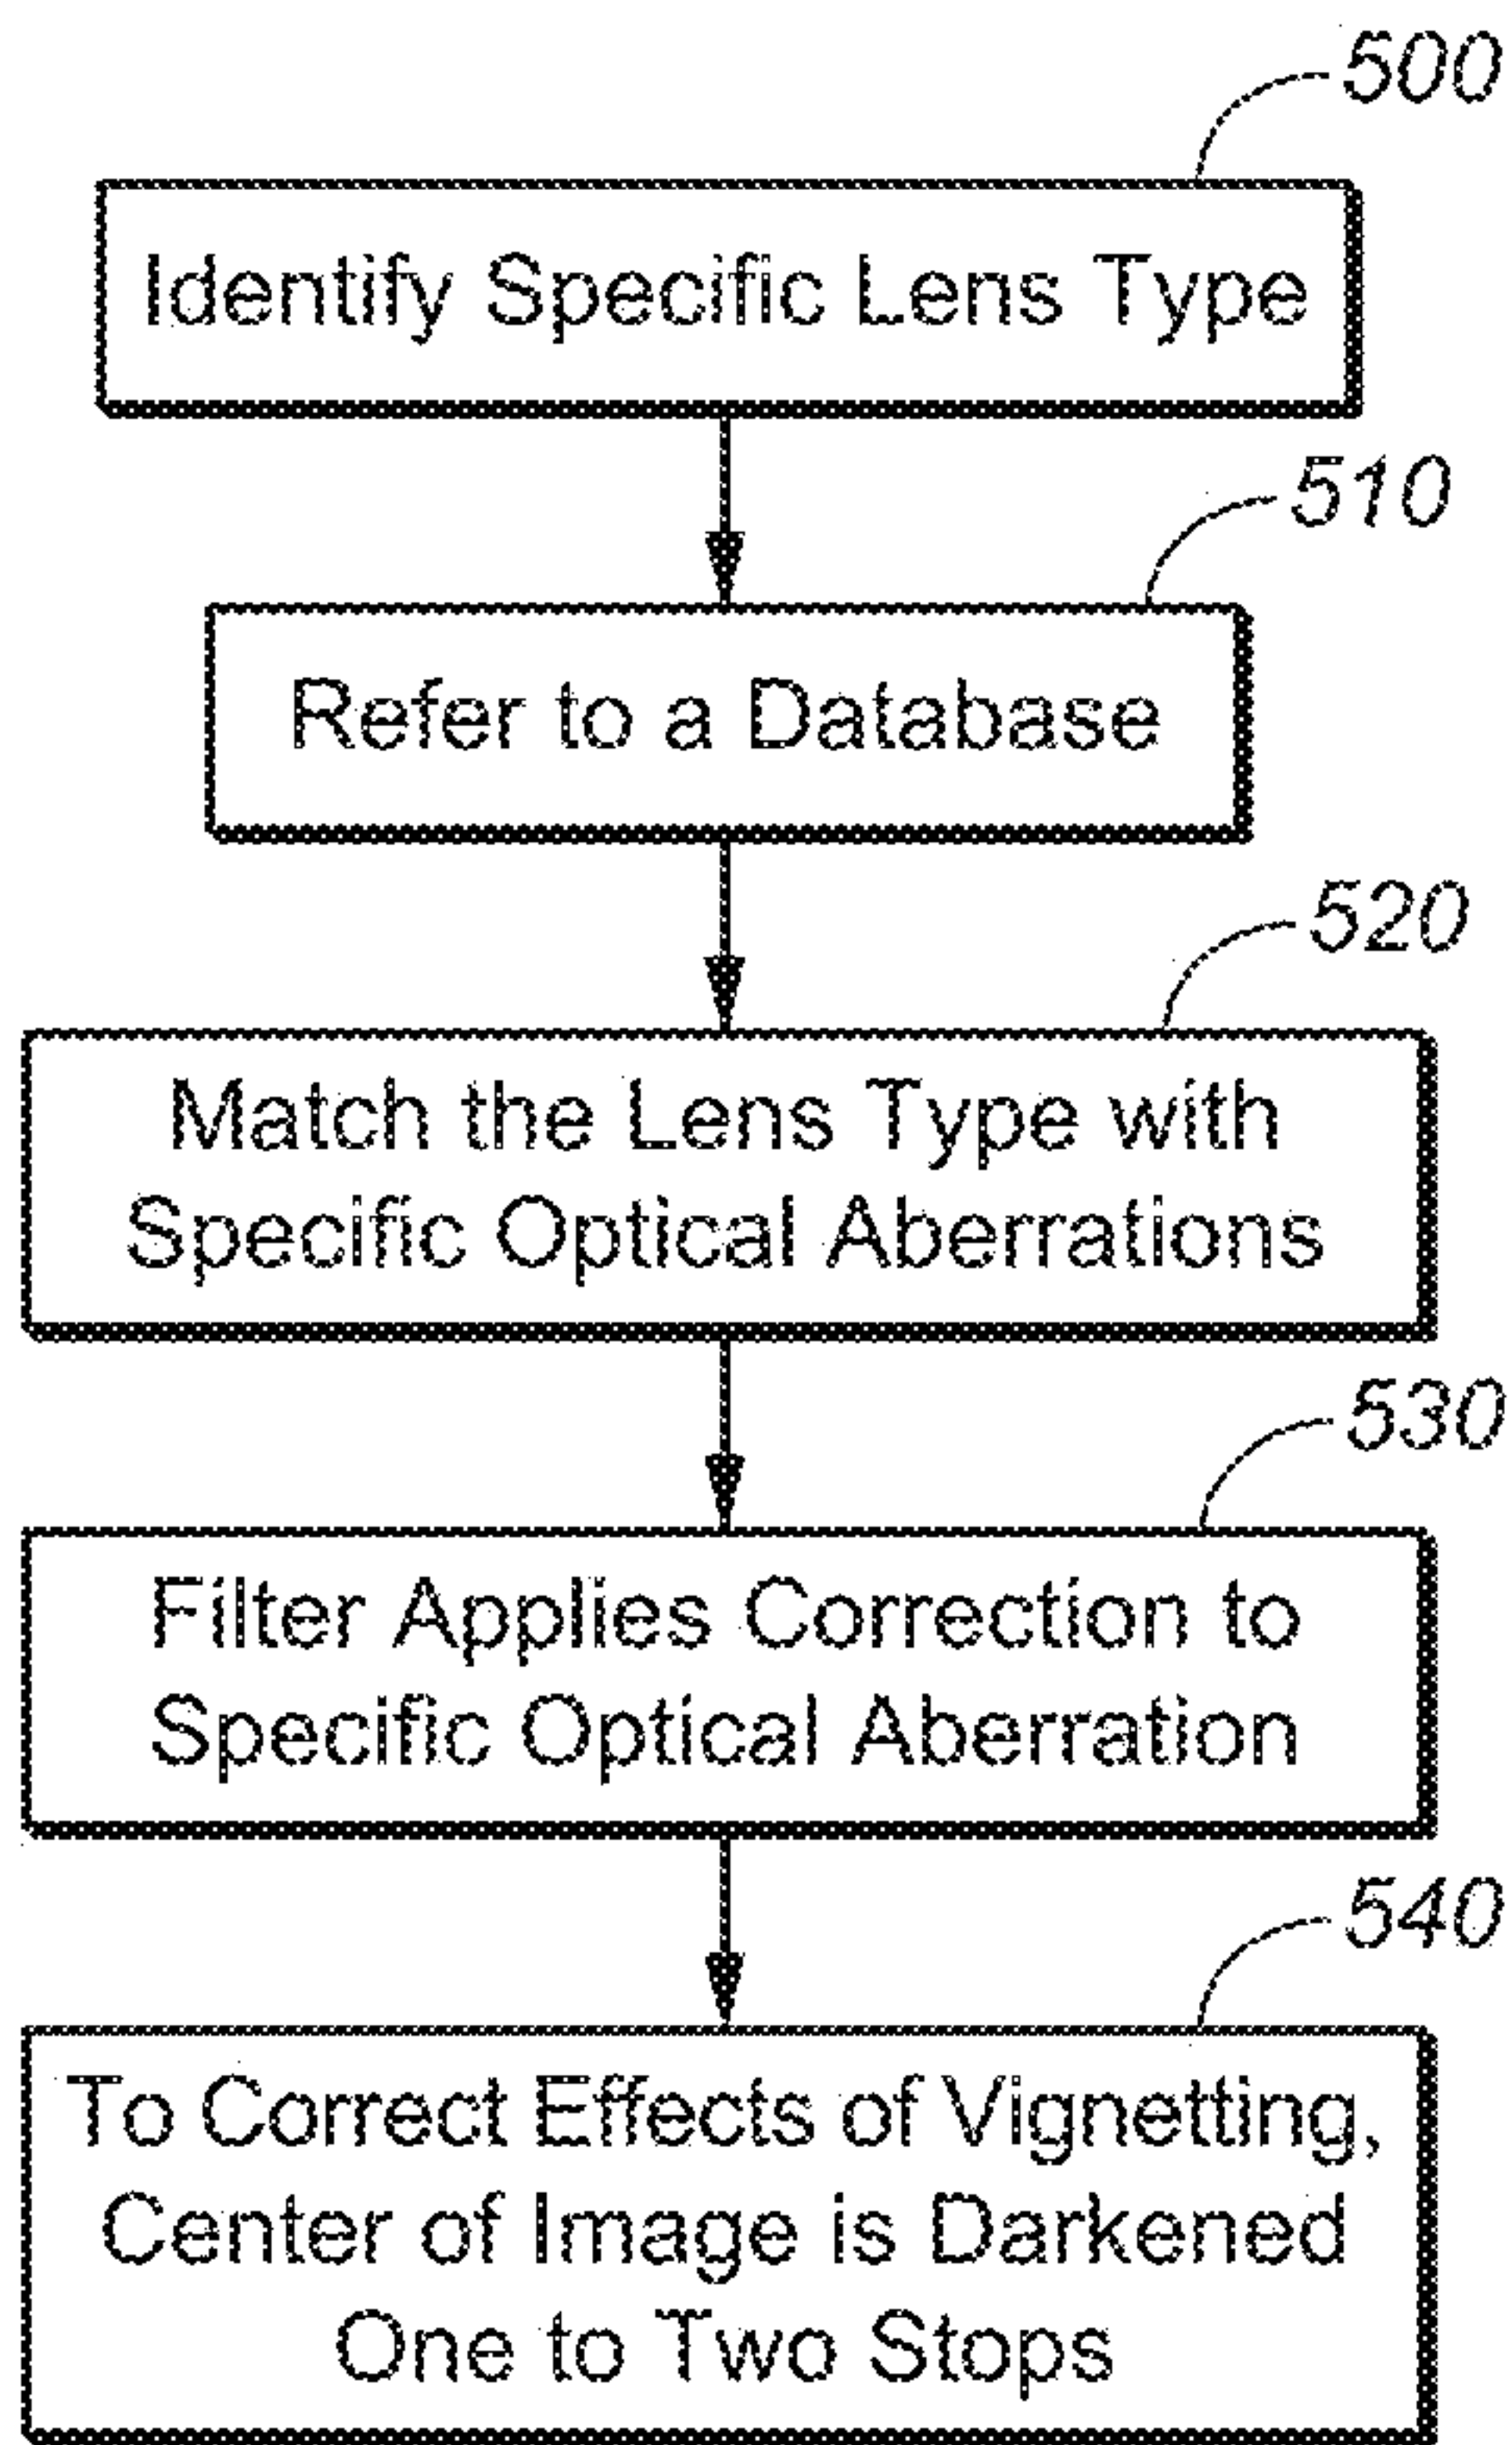 500
Identify Specific Lens Type
510
Refer to a Database
520
Match the Lens Type with
Specific Optical Aberrations
530
Filter Applies Correction to
Specific Optical Aberration
540
To Correct Effects of Vignetting,
Center of Image is Darkened
One to Two Stops